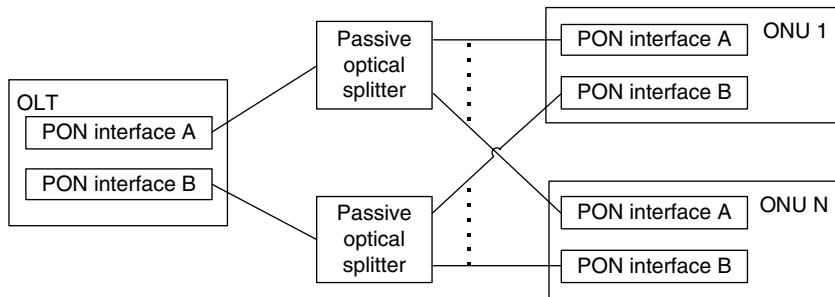 OLT
PON interface A
PON interface B
Passive
optical
splitter
Passive
optical
splitter
ONU 1
PON interface A
PON interface B
ONU N
PON interface A
PON interface B